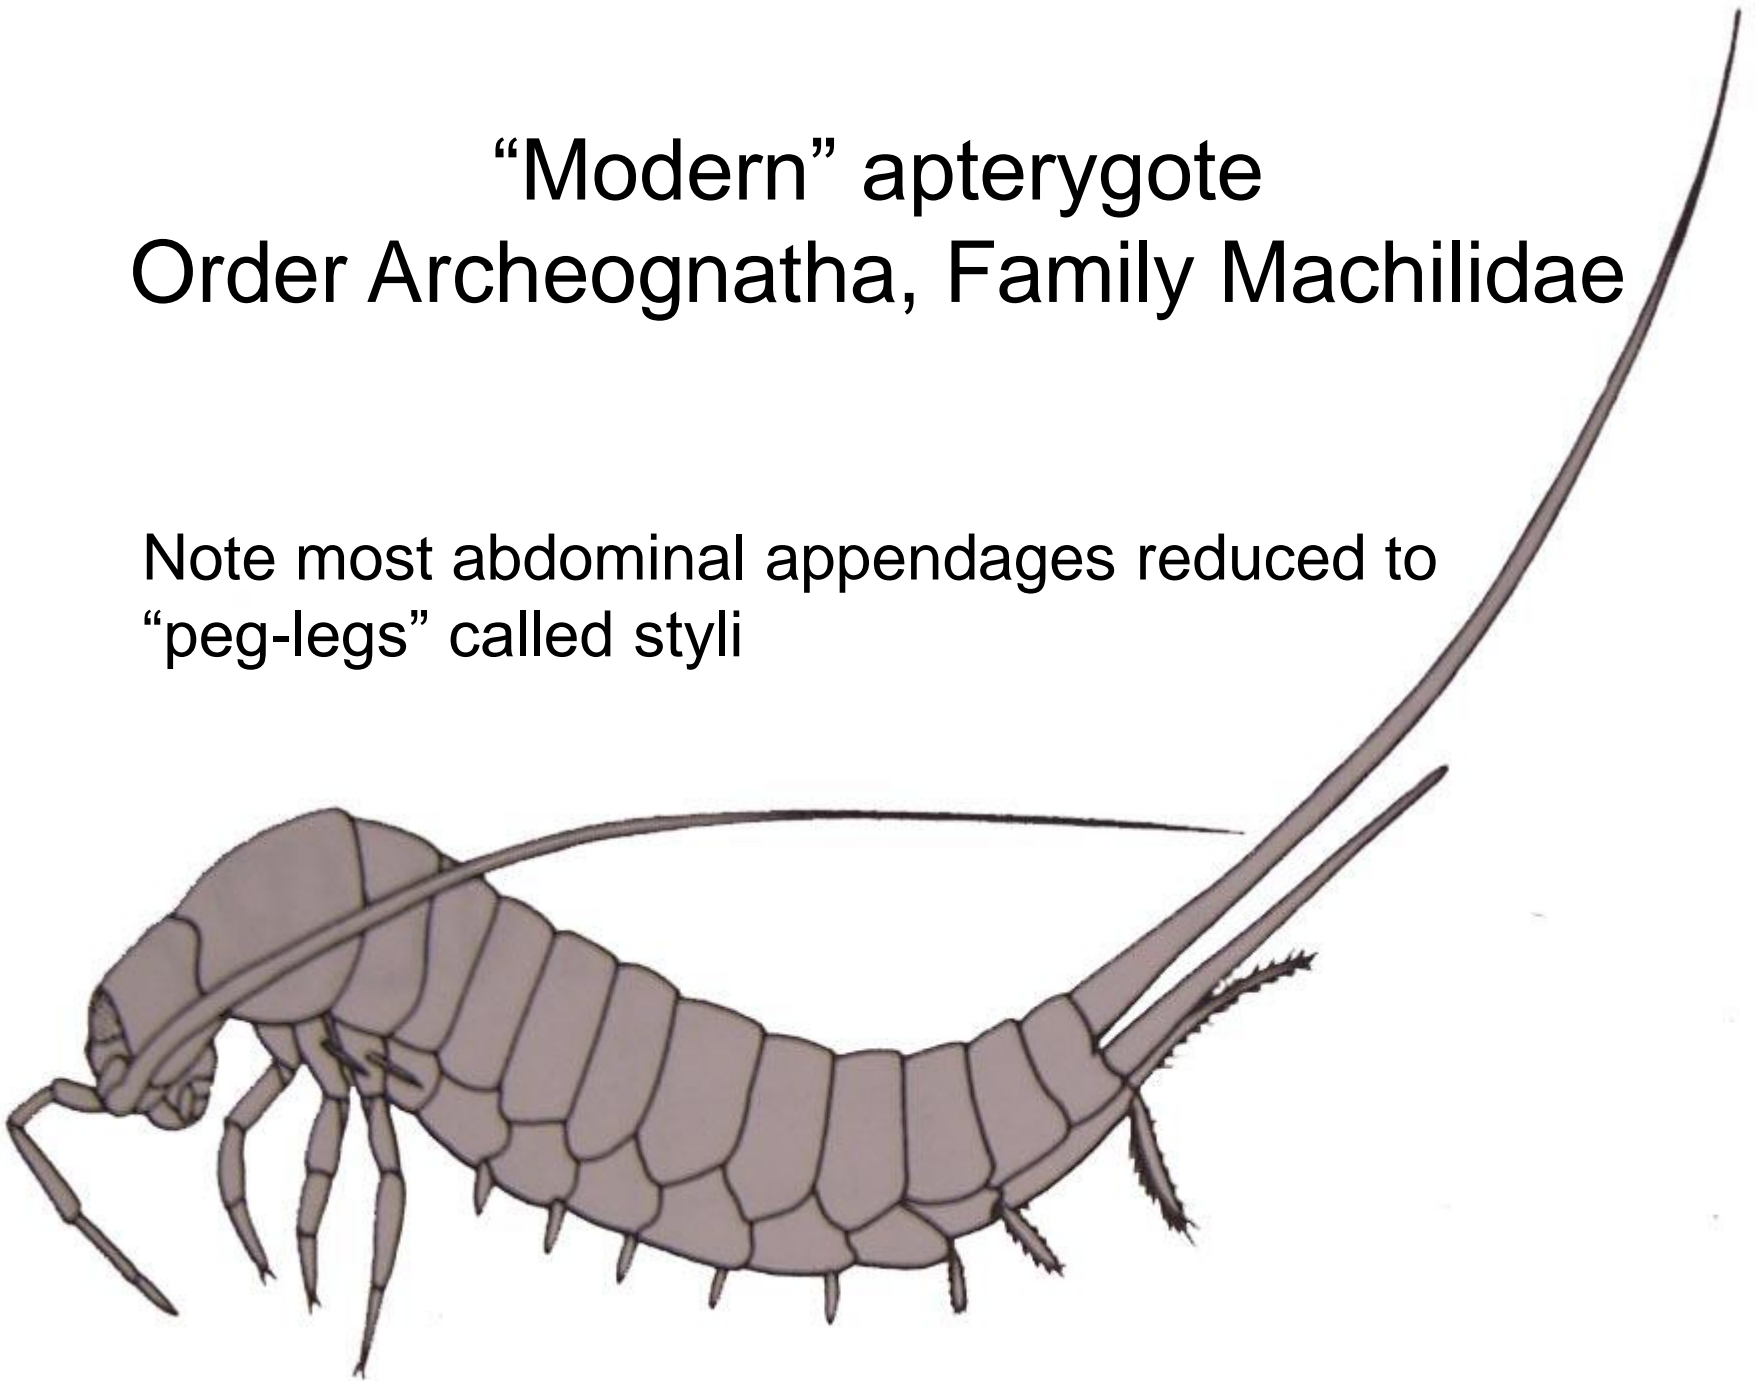 “Modern” apterygote
Order Archeognatha, Family Machilidae
Note most abdominal appendages reduced to
“peg-legs” called styli